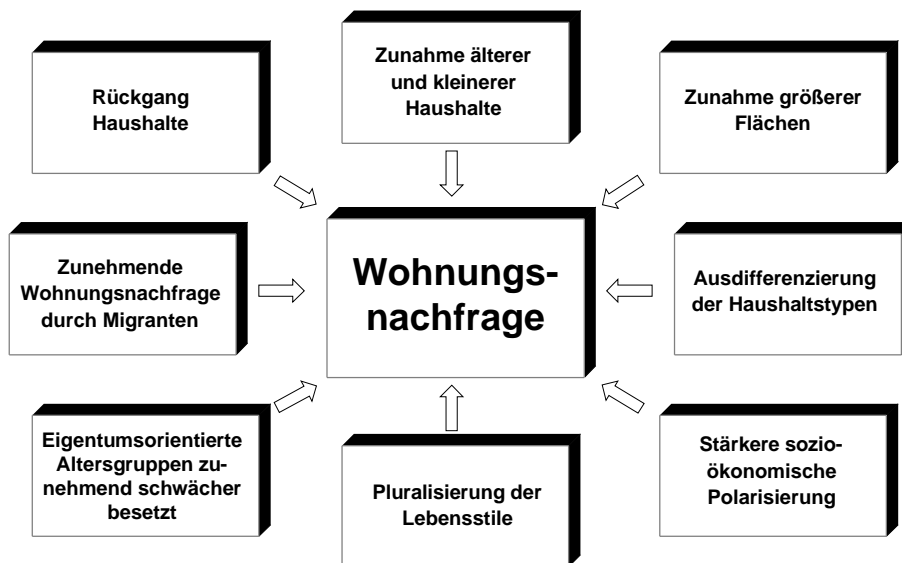 Rückgang
Haushalte
Zunahme älterer
und kleinerer
Haushalte
Zunahme größerer
Flächen
Zunehmende
Wohnungsnachfrage
durch Migranten
Wohnungs-
nachfrage
Ausdifferenzierung
der Haushaltstypen
Eigentumsorientierte
Altersgruppen zu-
nehmend schwächer
besetzt
Pluralisierung der
Lebensstile
Stärkere sozio-
ökonomische
Polarisierung